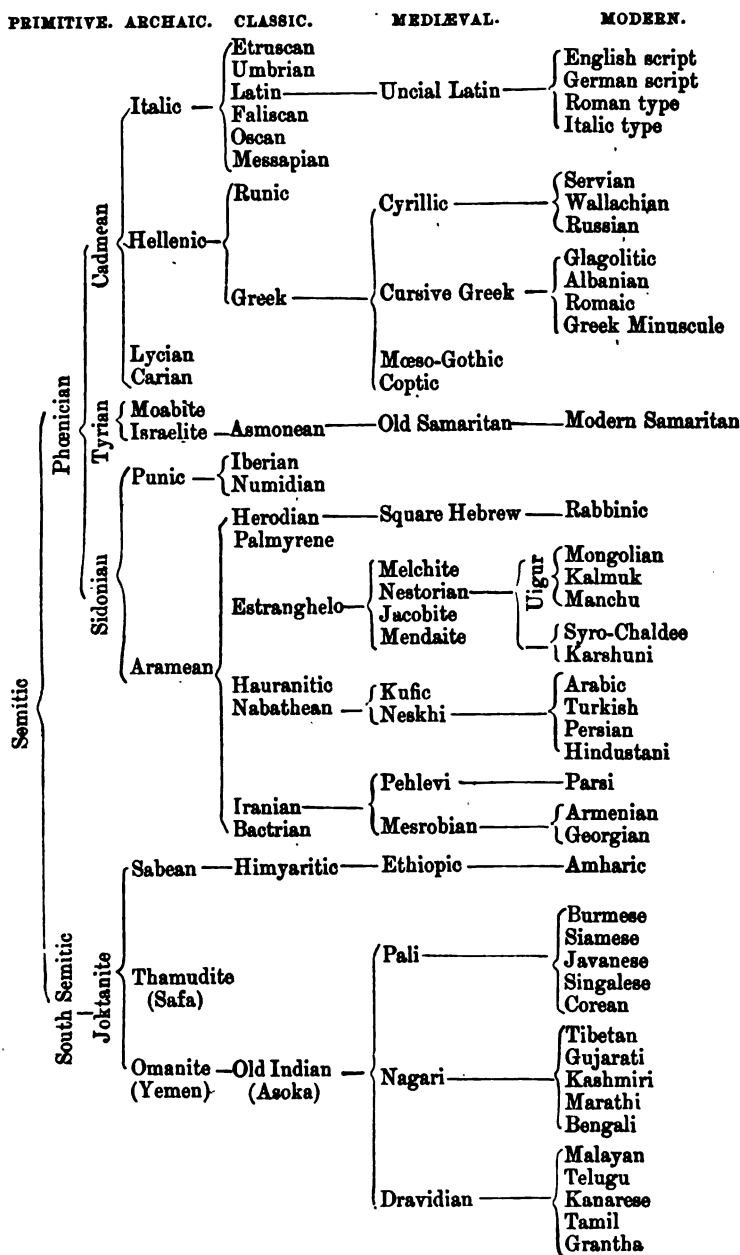 PRIMITIVE. ARCHAIC. CLASSIC. MEDIÆVAL. MODERN.
Semitic
Phœnician
South Semitic
Cadmean
Tyrian
Sidonian
Joktanite
Italic
Hellenic
Lycian
Carian
Moabite
Israelite
Punic
Aramean
Sabean
Thamudite
(Safa)
Omanite
(Yemen)
Etruscan
Umbrian
Latin
Faliscan
Oscan
Messapian
Runic
Greek
Asmonean
Iberian
Numidian
Herodian
Palmyrene
Estranghelo
Hauranitic
Nabathean
Iranian
Bactrian
Himyaritic
Old Indian
(Asoka)
Uncial Latin
Cyrillic
Cursive Greek
Mœso-Gothic
Coptic
Old Samaritan
Square Hebrew
Melchite
Nestorian
Jacobite
Mendaite
Kufic
Neskhi
Pehlevi
Mesrobian
Ethiopic
Pali
Nagari
Dravidian
English script
German script
Roman type
Italic type
Servian
Wallachian
Russian
Glagolitic
Albanian
Romaic
Greek Minuscule
Modern Samaritan
Rabbinic
Uigur
Mongolian
Kalmuk
Manchu
Syro-Chaldee
Karshuni
Arabic
Turkish
Persian
Hindustani
Parsi
Armenian
Georgian
Amharic
Burmese
Siamese
Javanese
Singalese
Corean
Tibetan
Gujarati
Kashmiri
Marathi
Bengali
Malayan
Telugu
Kanarese
Tamil
Grantha